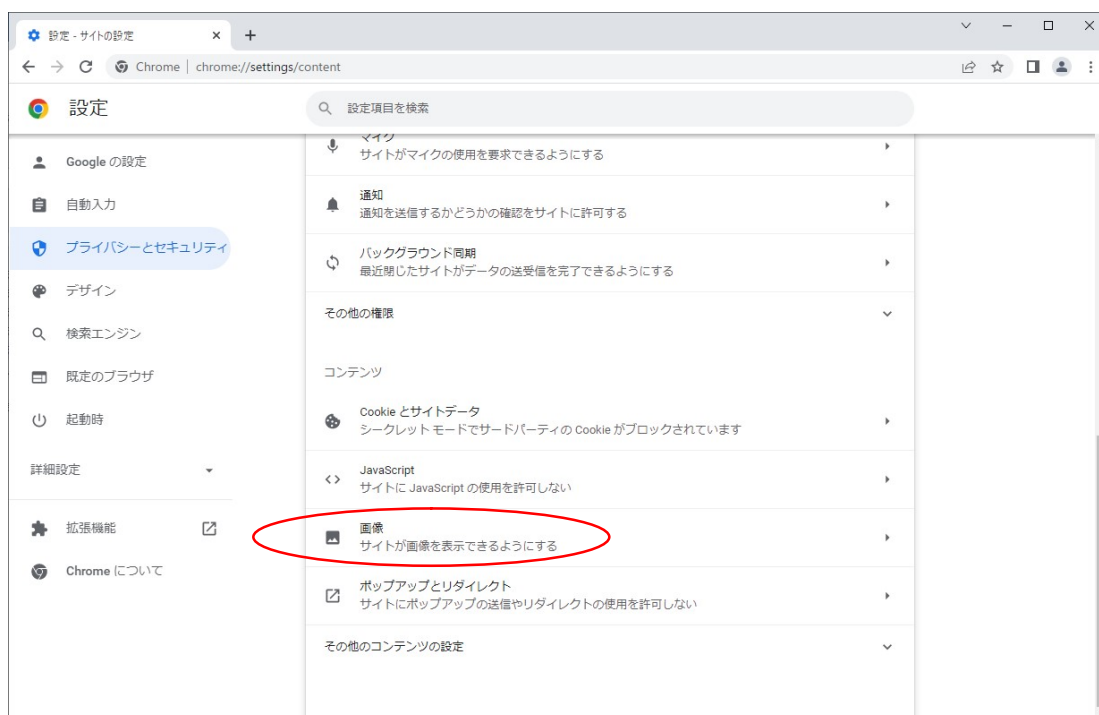 設定 - サイトの設定
Chrome | chrome://settings/content
設定
設定項目を検索
Google の設定
自動入力
プライバシーとセキュリティ
デザイン
検索エンジン
既定のブラウザ
起動時
詳細設定
拡張機能
Chrome について
マイク
サイトがマイクの使用を要求できるようにする
通知
通知を送信するかどうかの確認をサイトに許可する
バックグラウンド同期
最近閉じたサイトがデータの送受信を完了できるようにする
その他の権限
コンテンツ
Cookie とサイトデータ
シークレット モードでサードパーティの Cookie がブロックされています
JavaScript
サイトに JavaScript の使用を許可しない
画像
サイトが画像を表示できるようにする
ポップアップとリダイレクト
サイトにポップアップの送信やリダイレクトの使用を許可しない
その他のコンテンツの設定